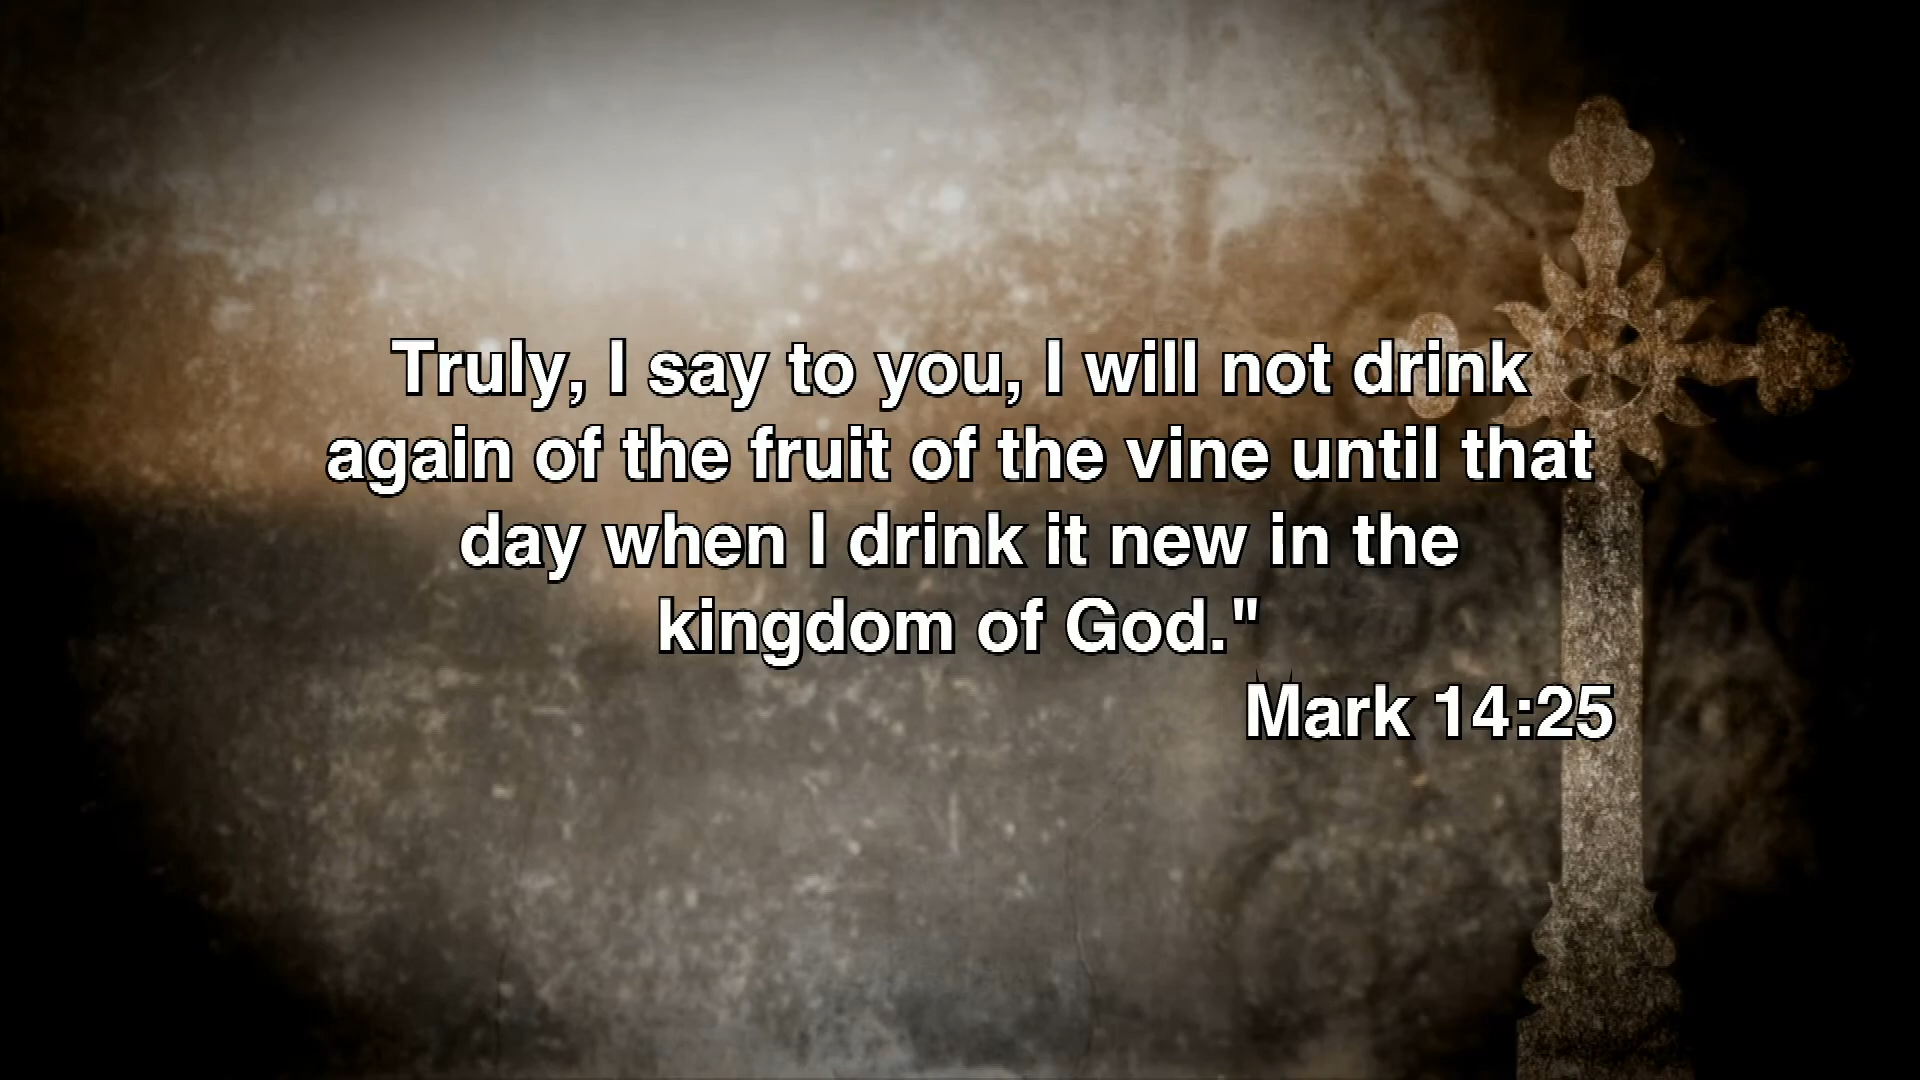 Truly, I say to you, I will not drink
again of the fruit of the vine until that
day when I drink it new in the
kingdom of God."
Mark 14:25